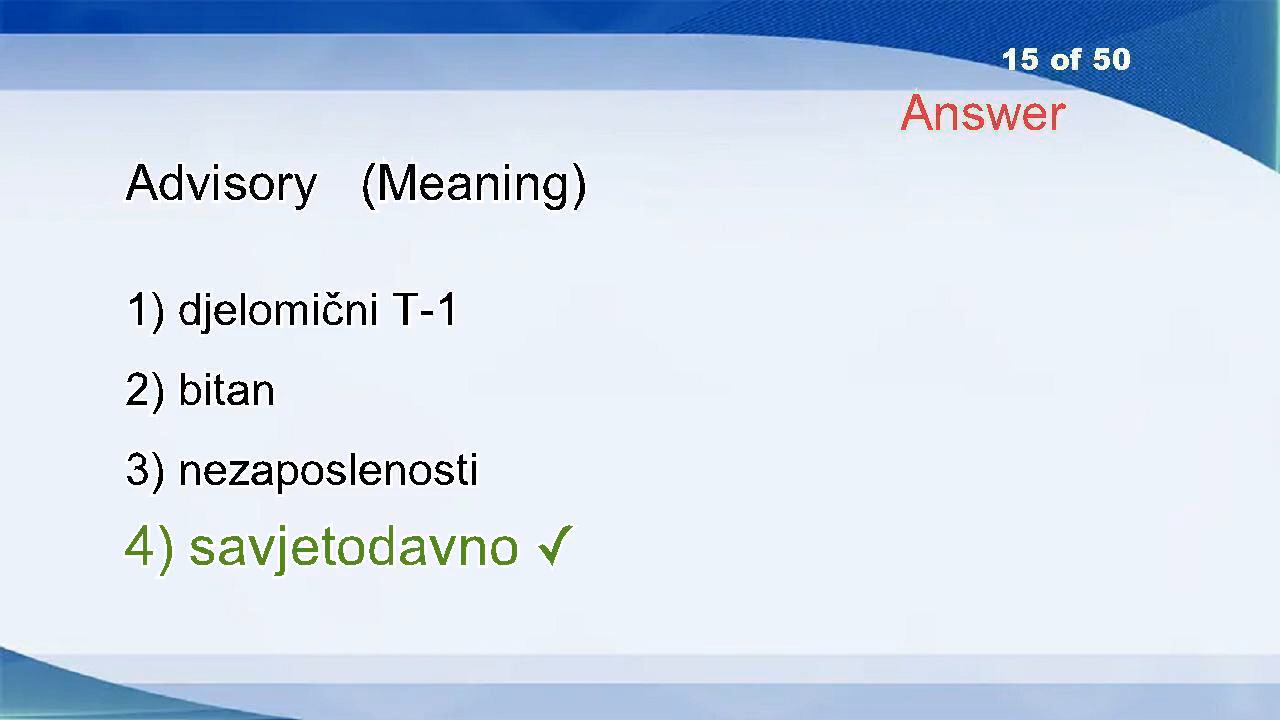 15 of 50
Answer
Advisory (Meaning)
1) djelomični T-1
2) bitan
3) nezaposlenosti
4) savjetodavno ✓